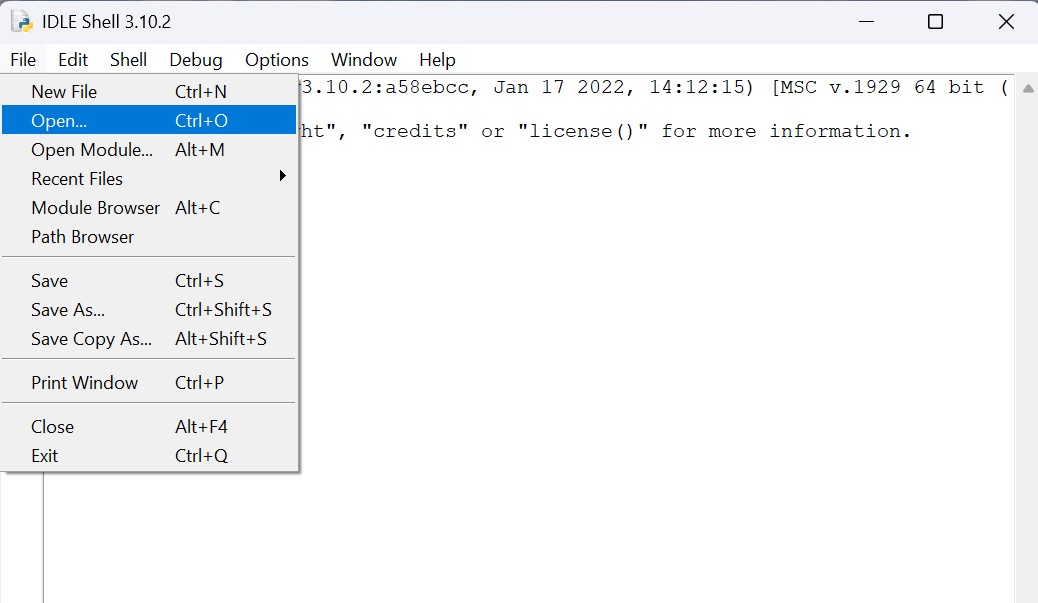 IDLE Shell 3.10.2
File Edit Shell Debug Options Window Help
3.10.2:a58ebcc, Jan 17 2022, 14:12:15) [MSC v.1929 64 bit (
ht", "credits" or "license()" for more information.
New File Ctrl+N
Open... Ctrl+O
Open Module... Alt+M
Recent Files
Module Browser Alt+C
Path Browser
Save Ctrl+S
Save As... Ctrl+Shift+S
Save Copy As... Alt+Shift+S
Print Window Ctrl+P
Close Alt+F4
Exit Ctrl+Q